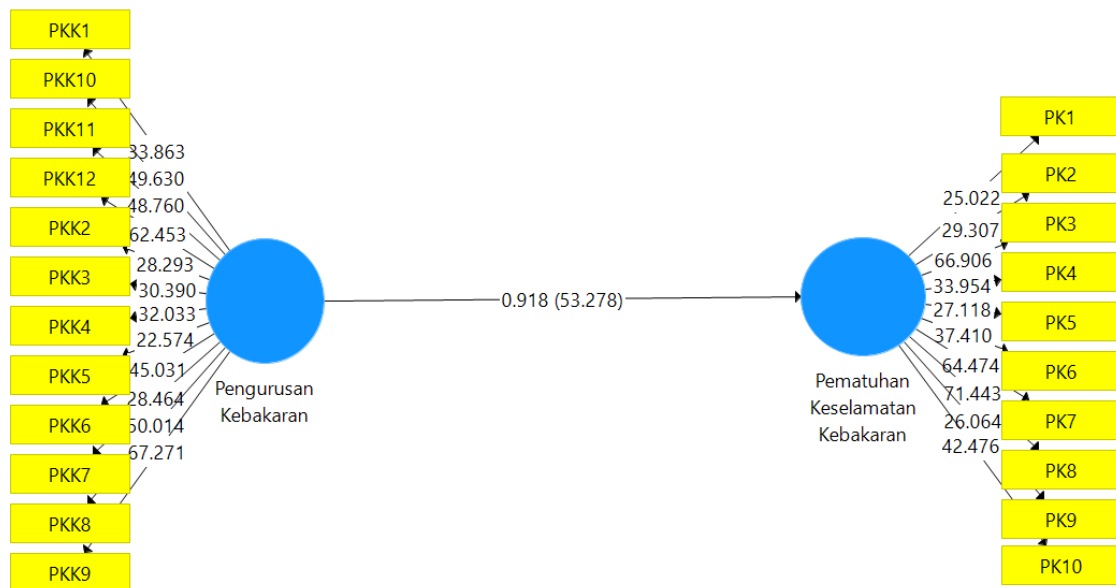 PKK1
PKK10
PKK11
PKK12
PKK2
PKK3
PKK4
PKK5
PKK6
PKK7
PKK8
PKK9
33.863
49.630
48.760
62.453
28.293
30.390
32.033
22.574
45.031
28.464
50.014
67.271
Pengurusan
Kebakaran
0.918 (53.278)
Pematuhan
Keselamatan
Kebakaran
25.022
29.307
66.906
33.954
27.118
37.410
64.474
71.443
26.064
42.476
PK1
PK2
PK3
PK4
PK5
PK6
PK7
PK8
PK9
PK10